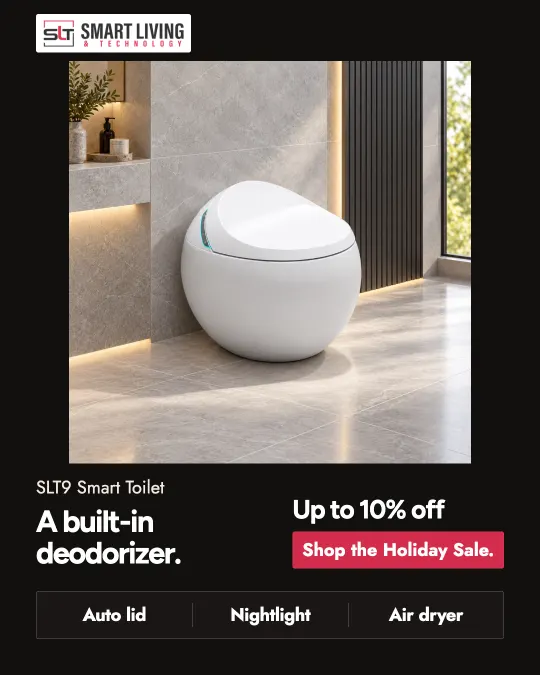 SLT SMART LIVING
& TECHNOLOGY
SLT9 Smart Toilet
A built-in
deodorizer.
Up to 10% off
Shop the Holiday Sale.
Auto lid
Nightlight
Air dryer